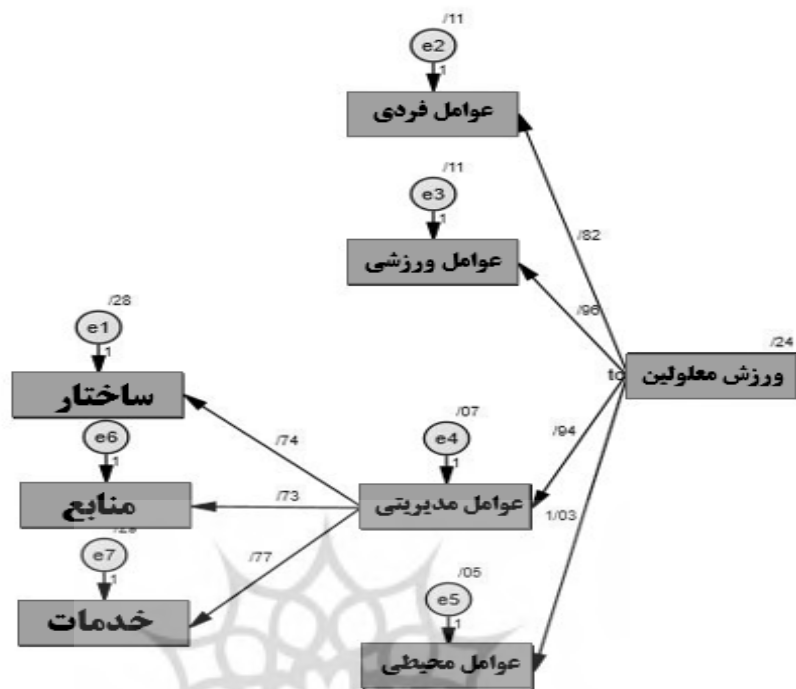 /11
e2
1
عوامل فردی
/11
e3
1
عوامل ورزشی
/82
/96
/28
e1
1
ساختار
/24
ورزش معلولین
to
e6
1
منابع
/74
/73
/77
/07
e4
1
عوامل مدیریتی
/94
1/03
e7
1
خدمات
/05
e5
1
عوامل محیطی